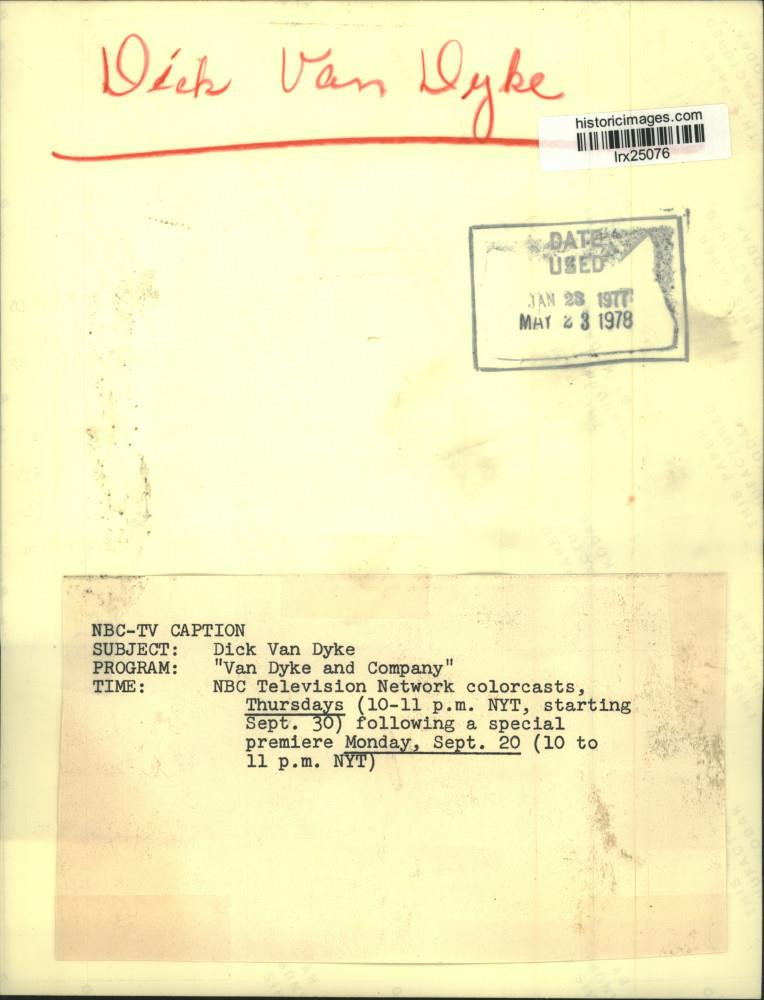 Dick Van Dyke
historicimages.com
lrx25076
DATE
USED
JAN 28 1977
MAY 23 1978
NBC-TV CAPTION
SUBJECT: Dick Van Dyke
PROGRAM: "Van Dyke and Company"
TIME: NBC Television Network colorcasts,
Thursdays (10-11 p.m. NYT, starting
Sept. 30) following a special
premiere Monday, Sept. 20 (10 to
11 p.m. NYT)